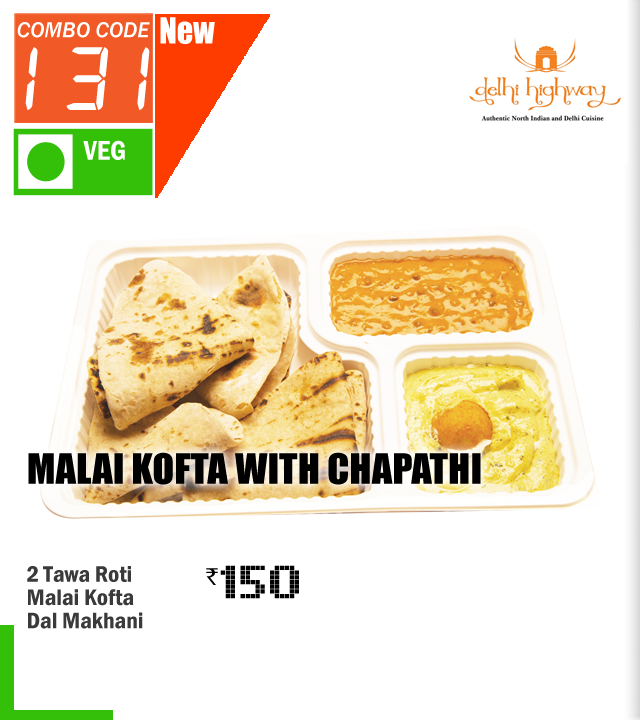 COMBO CODE
131
New
VEG
delhi highway
Authentic North Indian and Delhi Cuisine
MALAI KOFTA WITH CHAPATHI
2 Tawa Roti
Malai Kofta
Dal Makhani
₹150